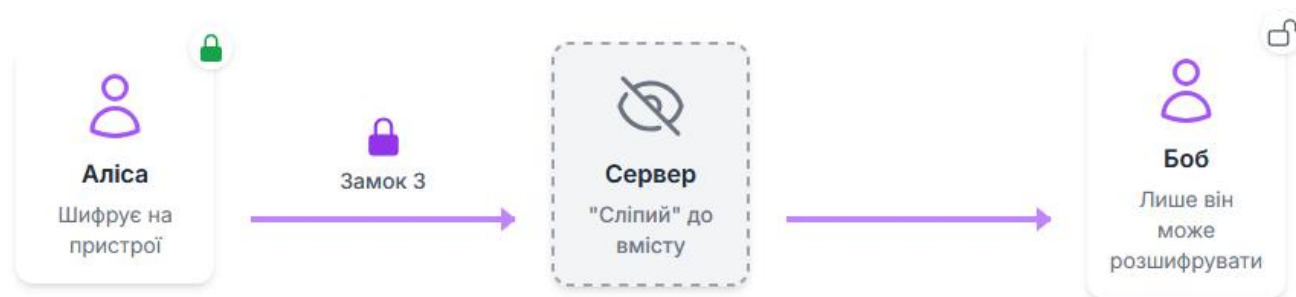 Аліса
Шифрує на
пристрої
Замок 3
Сервер
"Сліпий" до
вмісту
Боб
Лише він
може
розшифрувати